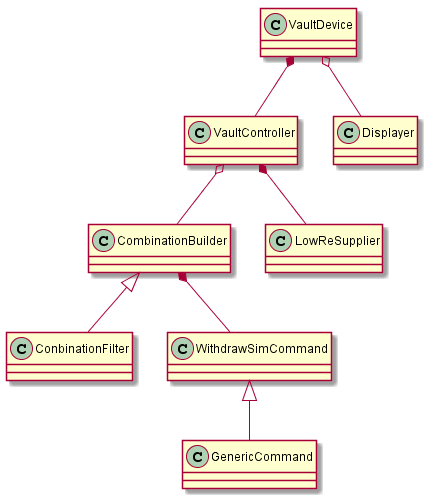 C VaultDevice
C VaultController
C Displayer
C CombinationBuilder
C LowReSupplier
C ConbinationFilter
C WithdrawSimCommand
C GenericCommand